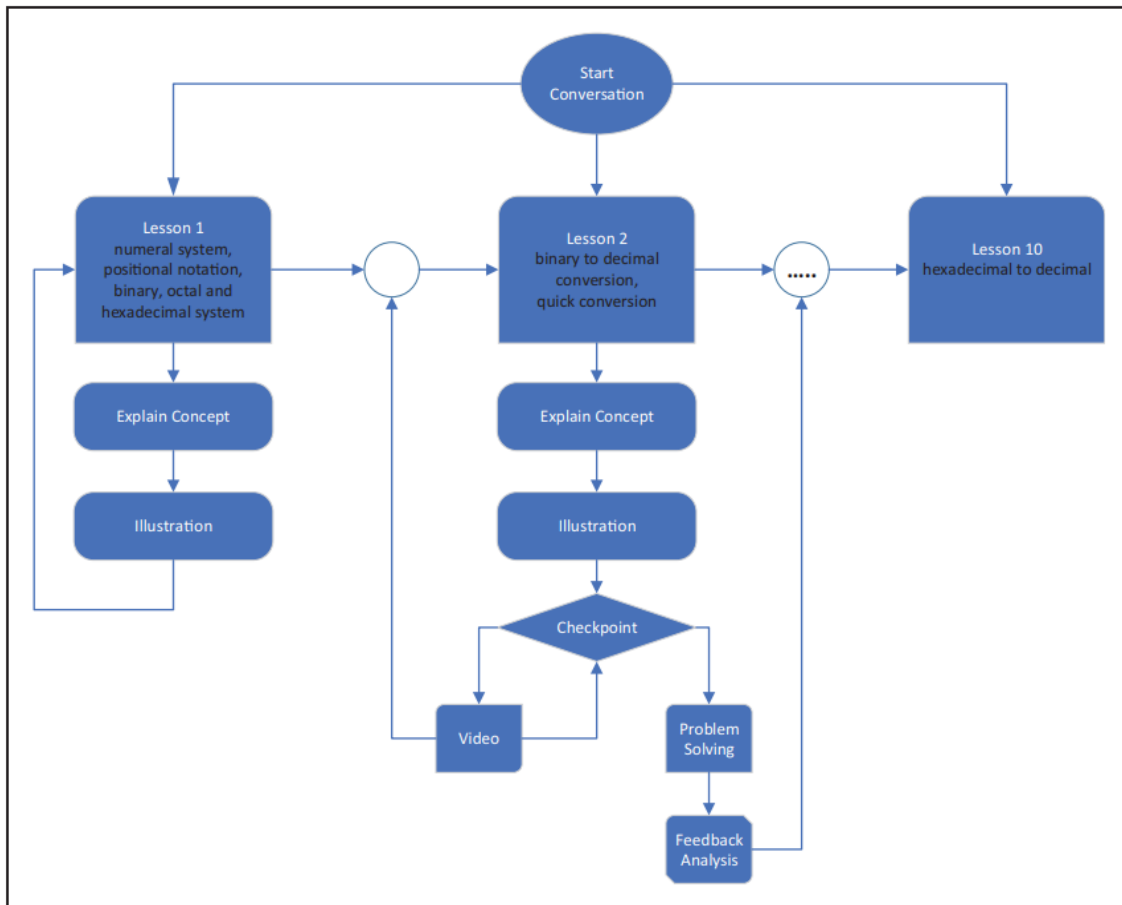 Start
Conversation
Lesson 1
numeral system,
positional notation,
binary, octal and
hexadecimal system
Lesson 2
binary to decimal
conversion,
quick conversion
.....
Lesson 10
hexadecimal to decimal
Explain Concept
Explain Concept
Illustration
Illustration
Checkpoint
Video
Problem
Solving
Feedback
Analysis